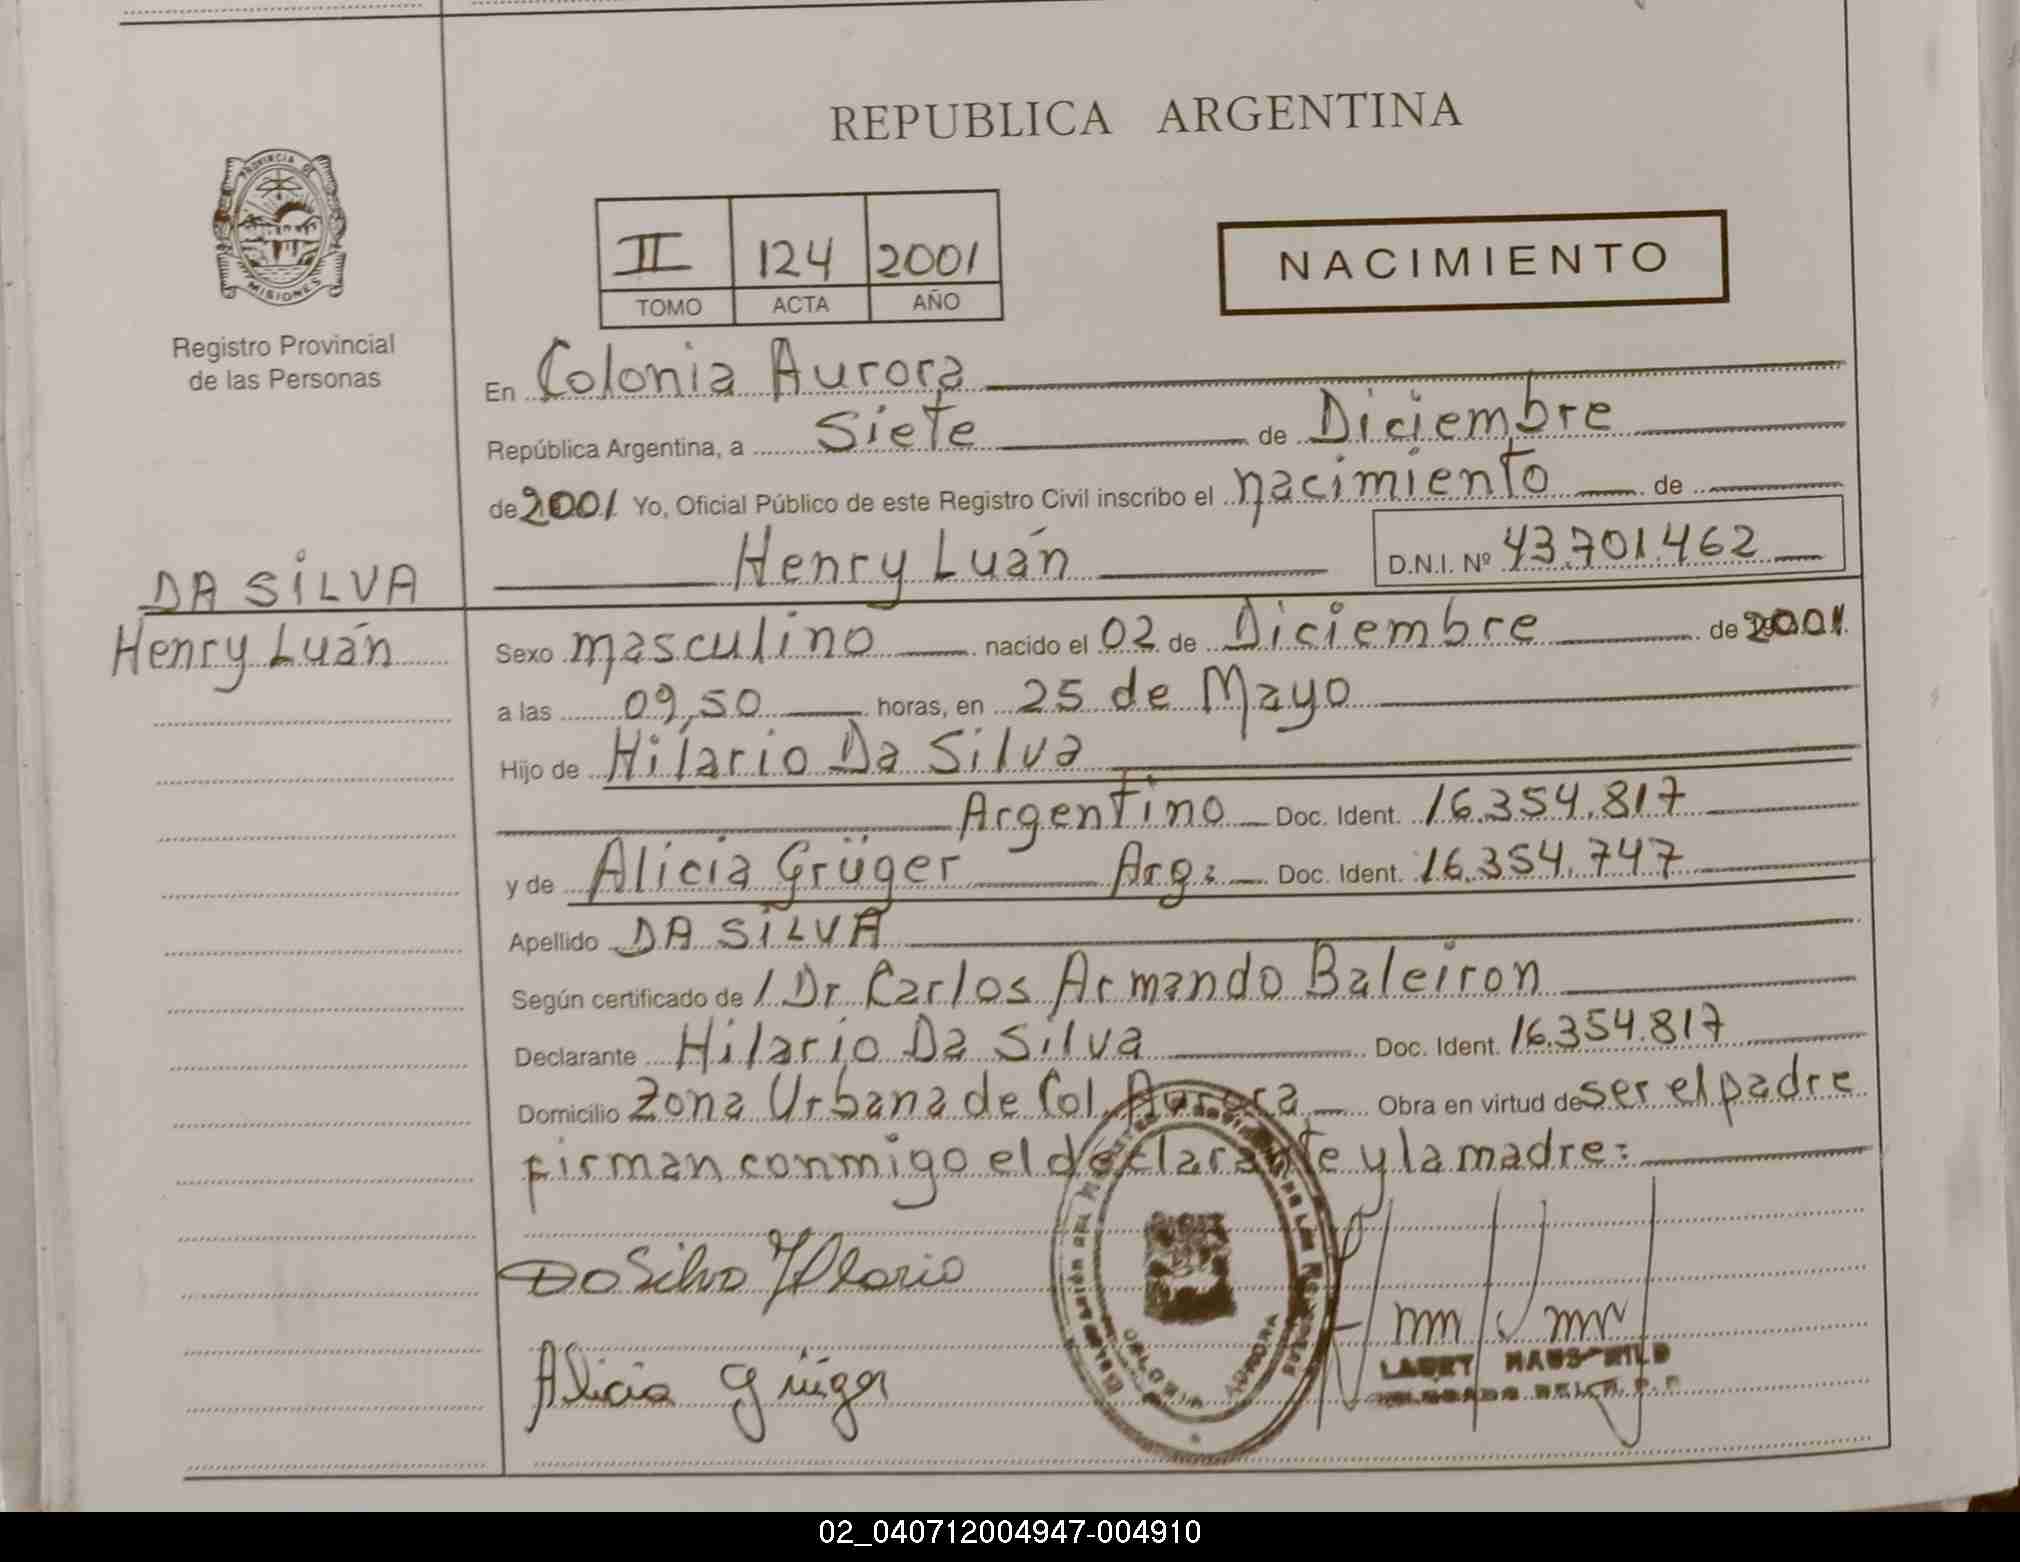 REPUBLICA ARGENTINA
PROVINCIA DE
MISIONES
Registro Provincial
de las Personas
II 124 2001
TOMO ACTA AÑO
NACIMIENTO
En Colonia Aurora
República Argentina, a Siete de Diciembre
de 2001 Yo, Oficial Público de este Registro Civil inscribo el nacimiento de
Henry Luán D.N.I. Nº 43.701.462
DA SILVA
Henry Luán
Sexo masculino nacido el 02 de Diciembre de 2001
a las 09,50 horas, en 25 de Mayo
Hijo de Hilario Da Silva
Argentino Doc. Ident. 16.354.817
y de Alicia Grüger Arg: Doc. Ident. 16.354.747
Apellido DA SILVA
Según certificado de / Dr. Carlos Armando Baleiron
Declarante Hilario Da Silva Doc. Ident. 16.354.817
Domicilio Zona Urbana de Col. Aurora Obra en virtud de ser el padre
firman conmigo el declarante y la madre:
Da Silva Hilario
Alicia Grüger
COLONIA AURORA
02_040712004947-004910